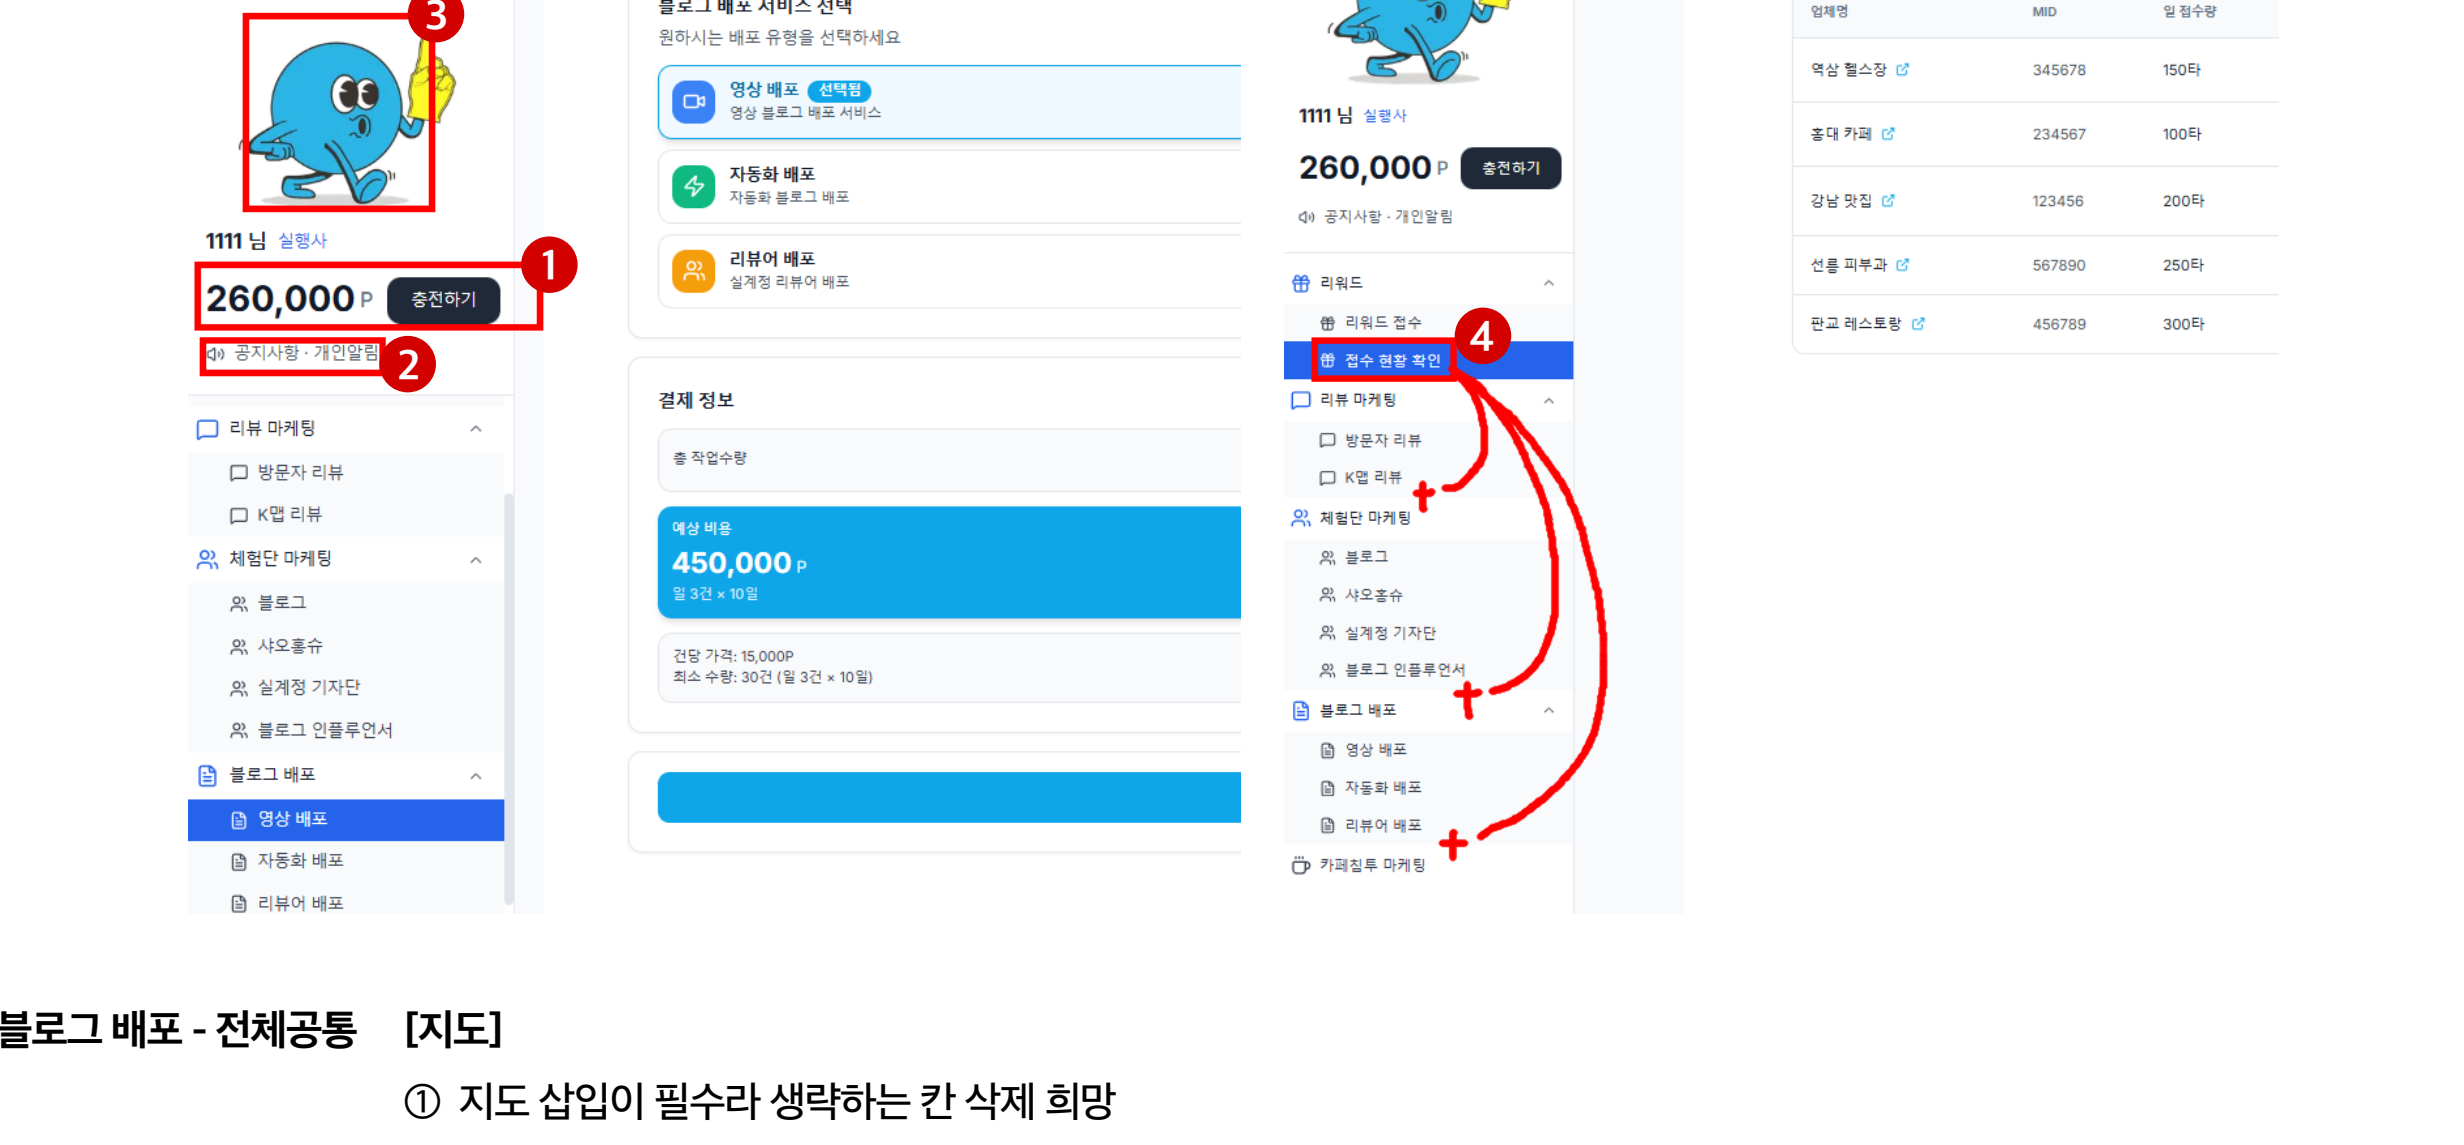 3
1111 님 실행사
1
260,000 P 충전하기
공지사항 · 개인알림
2
리뷰 마케팅
방문자 리뷰
K맵 리뷰
체험단 마케팅
블로그
샤오홍슈
실계정 기자단
블로그 인플루언서
블로그 배포
영상 배포
자동화 배포
리뷰어 배포
블로그 배포 서비스 선택
원하시는 배포 유형을 선택하세요
영상 배포 선택됨
영상 블로그 배포 서비스
자동화 배포
자동화 블로그 배포
리뷰어 배포
실계정 리뷰어 배포
결제 정보
총 작업수량
예상 비용
450,000 P
일 3건 × 10일
건당 가격: 15,000P
최소 수량: 30건 (일 3건 × 10일)
1111 님 실행사
260,000 P 충전하기
공지사항 · 개인알림
리워드
리워드 접수
4
접수 현황 확인
리뷰 마케팅
방문자 리뷰
K맵 리뷰
체험단 마케팅
블로그
샤오홍슈
실계정 기자단
블로그 인플루언서
블로그 배포
영상 배포
자동화 배포
리뷰어 배포
카페침투 마케팅
업체명 MID 일 접수량
역삼 헬스장 345678 150타
홍대 카페 234567 100타
강남 맛집 123456 200타
선릉 피부과 567890 250타
판교 레스토랑 456789 300타
블로그 배포 - 전체공통 [지도]
① 지도 삽입이 필수라 생략하는 칸 삭제 희망